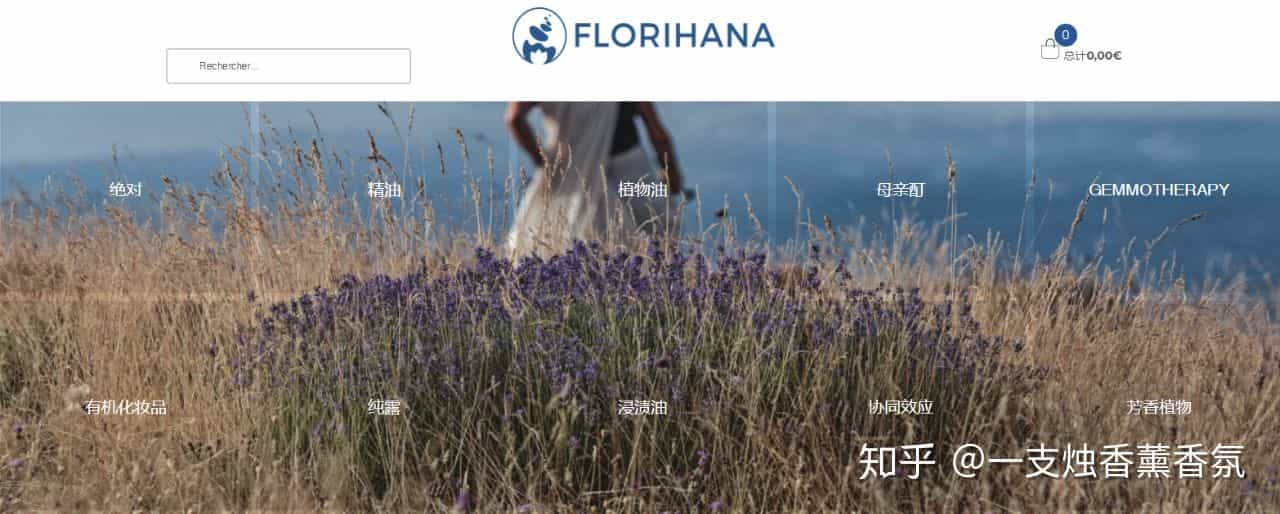 FLORIHANA
0
Rechercher...
总计0,00€
绝对
精油
植物油
母亲酊
GEMMOTHERAPY
有机化妆品
纯露
浸渍油
协同效应
芳香植物
知乎 @一支烛香薰香氛